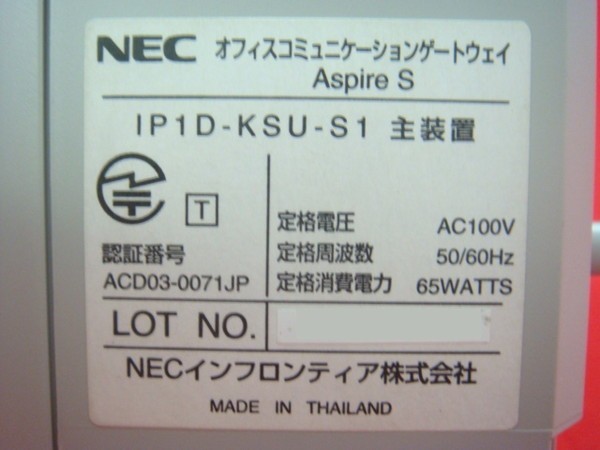 NEC オフィスコミュニケーションゲートウェイ
Aspire S
IP1D-KSU-S1 主装置
T
認証番号
ACD03-0071JP
定格電圧 AC100V
定格周波数 50/60Hz
定格消費電力 65WATTS
LOT NO.
NECインフロンティア株式会社
MADE IN THAILAND